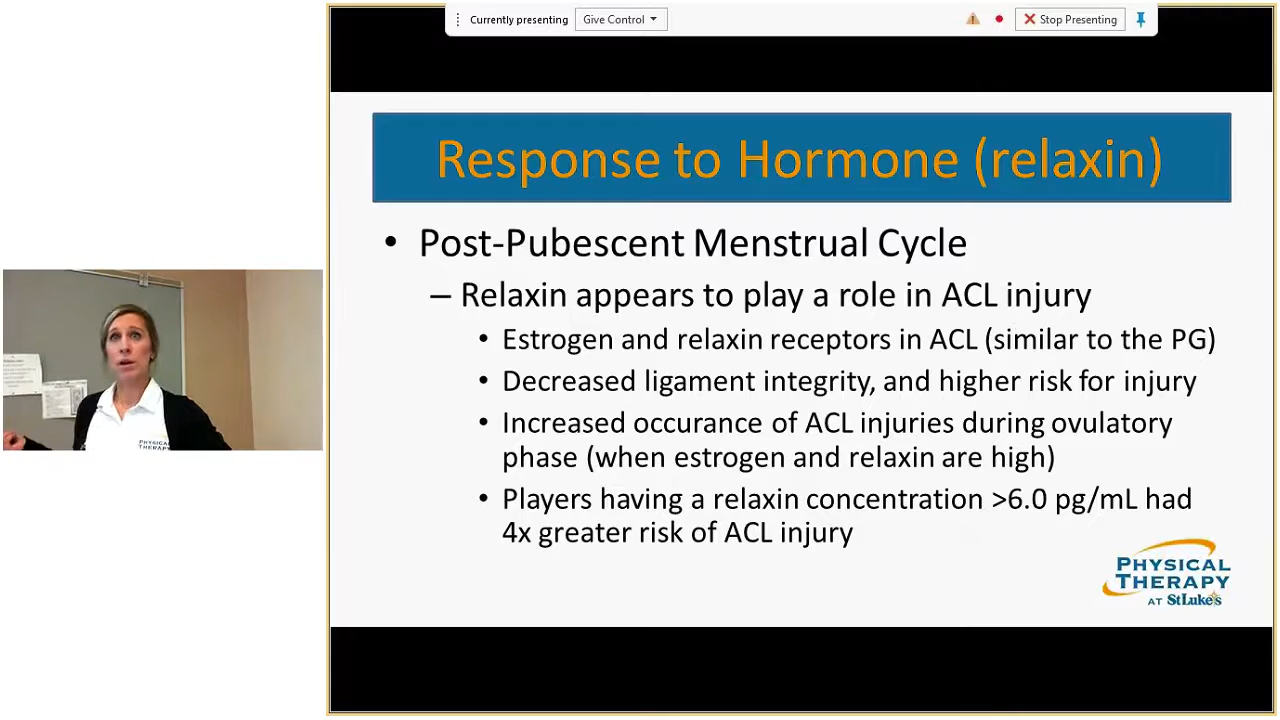 Currently presenting
Give Control
Stop Presenting
Response to Hormone (relaxin)
• Post-Pubescent Menstrual Cycle
– Relaxin appears to play a role in ACL injury
• Estrogen and relaxin receptors in ACL (similar to the PG)
• Decreased ligament integrity, and higher risk for injury
• Increased occurance of ACL injuries during ovulatory
phase (when estrogen and relaxin are high)
• Players having a relaxin concentration >6.0 pg/mL had
4x greater risk of ACL injury
PHYSICAL
THERAPY
AT StLuke's
PHYSICAL
THERAPY